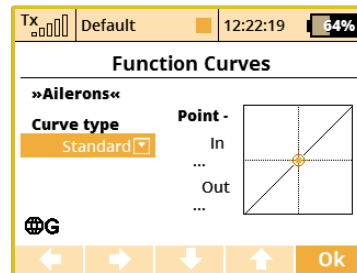 Tx Default 12:22:19 64%
Function Curves
»Ailerons«
Curve type
Standard
Point -
In
...
Out
...
G
Ok